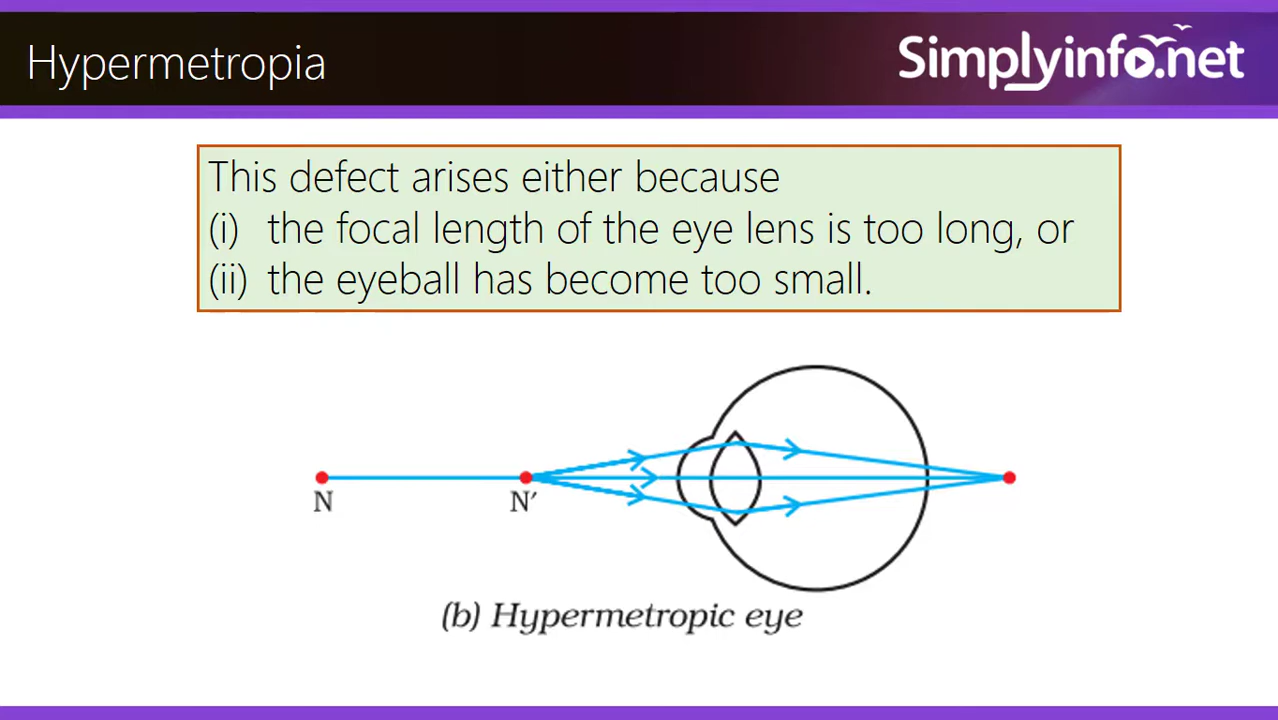 Hypermetropia
Simplyinfo.net
This defect arises either because
(i) the focal length of the eye lens is too long, or
(ii) the eyeball has become too small.
N
N′
(b) Hypermetropic eye